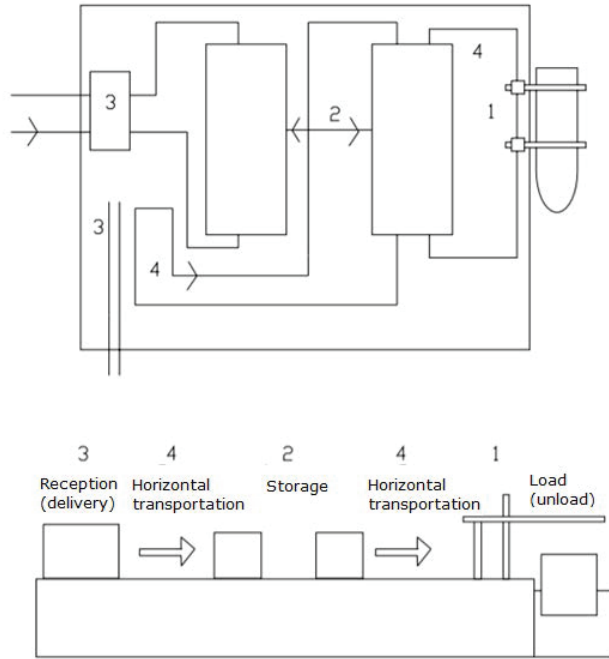 3
4
2
1
3
4
3
4
2
4
1
Reception
(delivery)
Horizontal
transportation
Storage
Horizontal
transportation
Load
(unload)